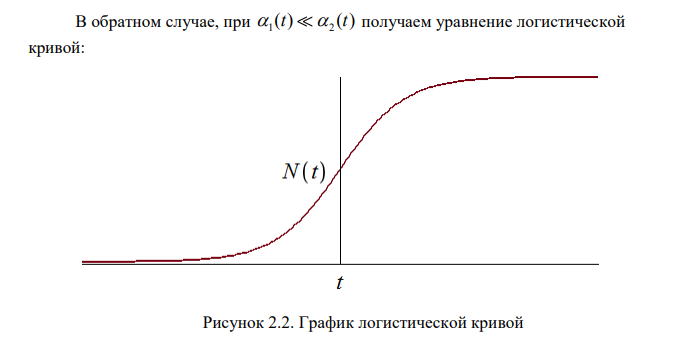 В обратном случае, при α₁(t) ≪ α₂(t) получаем уравнение логистической
кривой:
N(t)
t
Рисунок 2.2. График логистической кривой